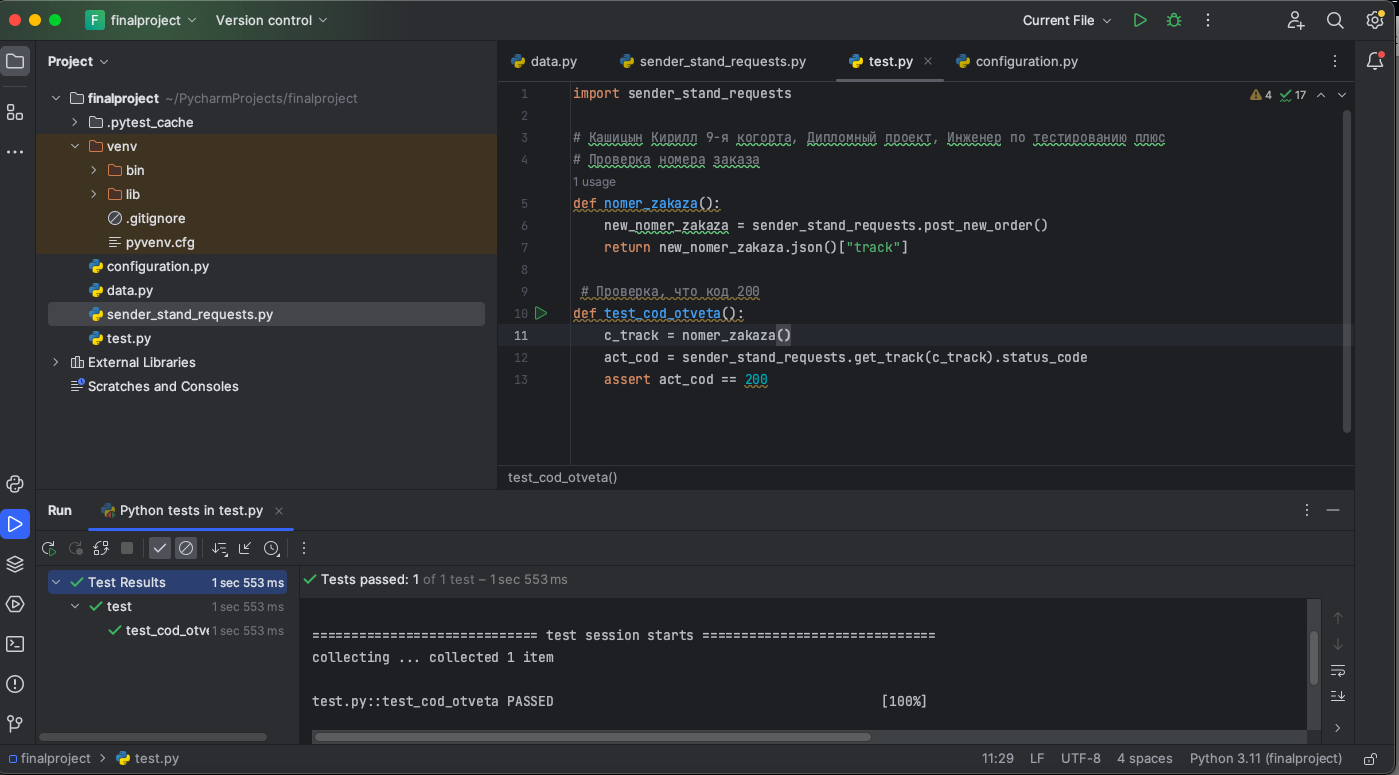 F finalproject Version control Current File
Project
finalproject ~/PycharmProjects/finalproject
.pytest_cache
venv
bin
lib
.gitignore
pyvenv.cfg
configuration.py
data.py
sender_stand_requests.py
test.py
External Libraries
Scratches and Consoles
data.py sender_stand_requests.py test.py configuration.py
4 17
1 import sender_stand_requests
2
3 # Кашицын Кирилл 9-я когорта, Дипломный проект, Инженер по тестированию плюс
4 # Проверка номера заказа
1 usage
5 def nomer_zakaza():
6 new_nomer_zakaza = sender_stand_requests.post_new_order()
7 return new_nomer_zakaza.json()["track"]
8
9 # Проверка, что код 200
10 def test_cod_otveta():
11 c_track = nomer_zakaza()
12 act_cod = sender_stand_requests.get_track(c_track).status_code
13 assert act_cod == 200
test_cod_otveta()
Run Python tests in test.py
Test Results 1 sec 553 ms
test 1 sec 553 ms
test_cod_otve 1 sec 553 ms
Tests passed: 1 of 1 test – 1 sec 553 ms
============================= test session starts ==============================
collecting ... collected 1 item
test.py::test_cod_otveta PASSED [100%]
finalproject test.py 11:29 LF UTF-8 4 spaces Python 3.11 (finalproject)